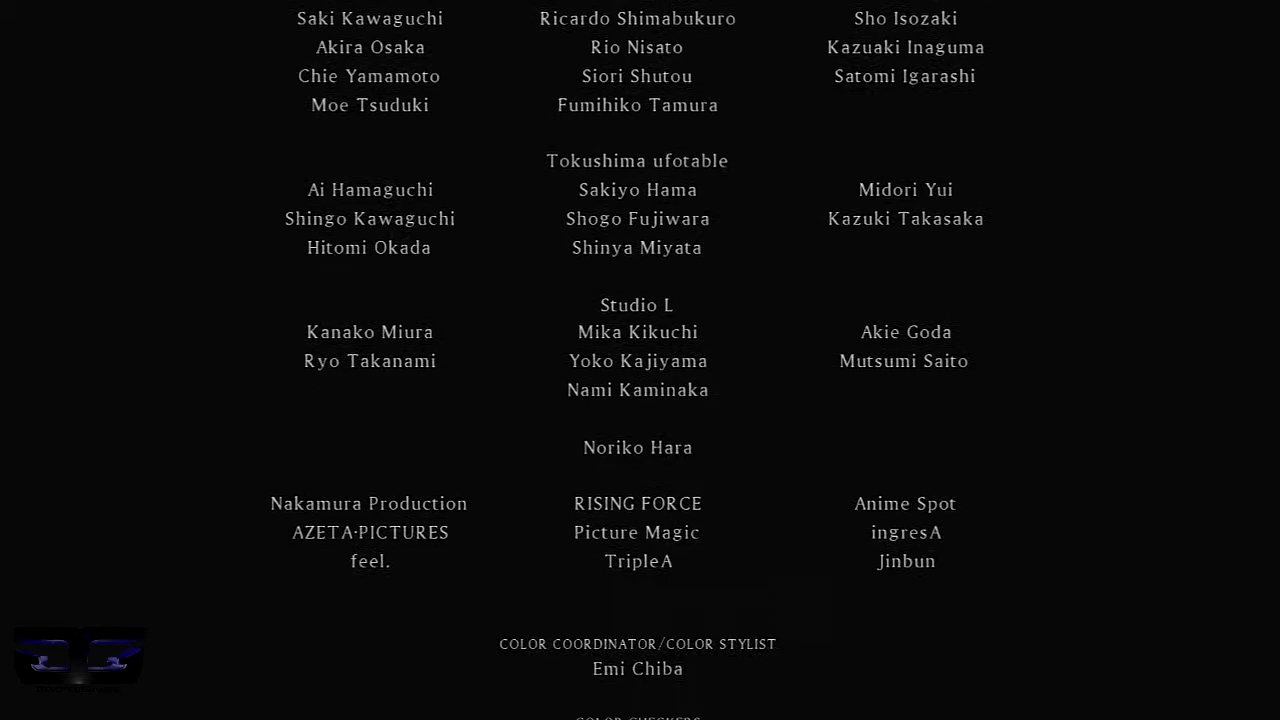 Saki Kawaguchi Ricardo Shimabukuro Sho Isozaki
Akira Osaka Rio Nisato Kazuaki Inaguma
Chie Yamamoto Siori Shutou Satomi Igarashi
Moe Tsuduki Fumihiko Tamura
Tokushima ufotable
Ai Hamaguchi Sakiyo Hama Midori Yui
Shingo Kawaguchi Shogo Fujiwara Kazuki Takasaka
Hitomi Okada Shinya Miyata
Studio L
Kanako Miura Mika Kikuchi Akie Goda
Ryo Takanami Yoko Kajiyama Mutsumi Saito
Nami Kaminaka
Noriko Hara
Nakamura Production RISING FORCE Anime Spot
AZETA·PICTURES Picture Magic ingresA
feel. TripleA Jinbun
COLOR COORDINATOR/COLOR STYLIST
Emi Chiba
COLOR CHECKERS